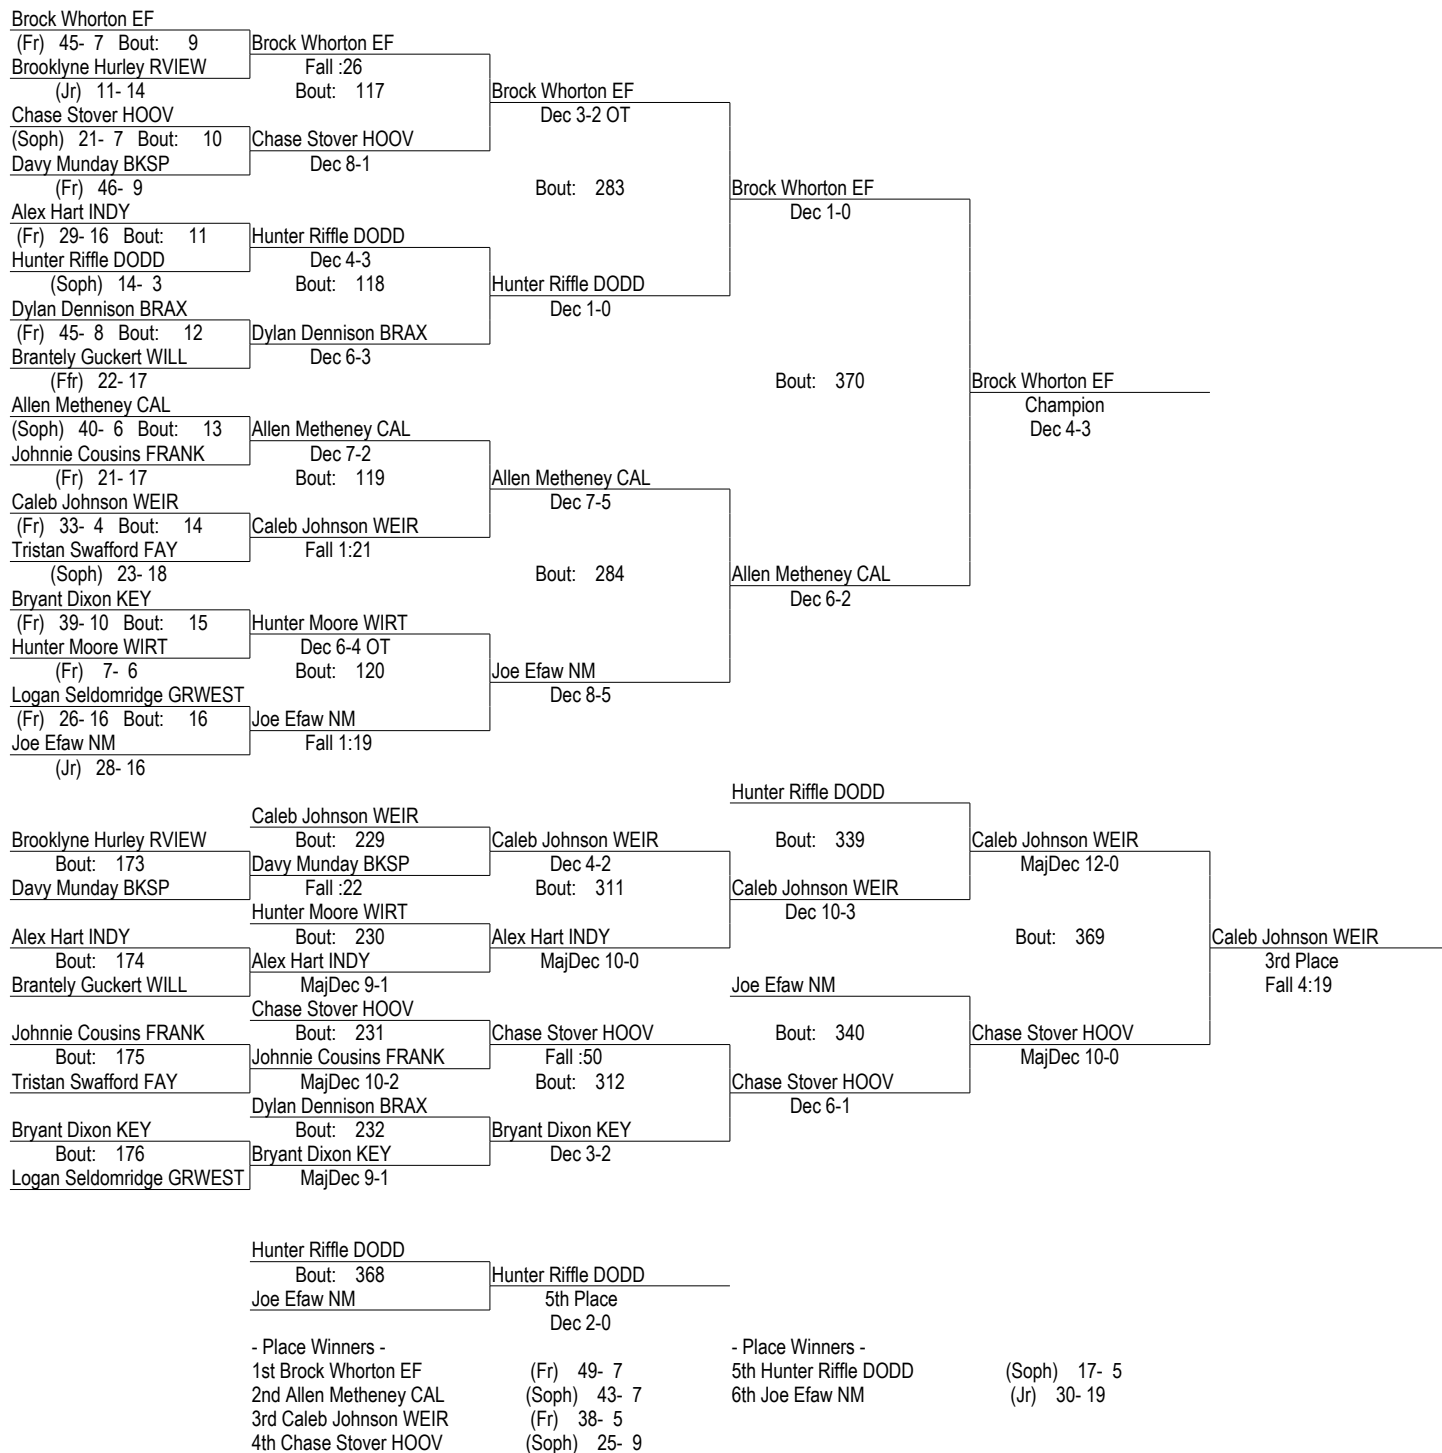 Brock Whorton EF
(Fr) 45- 7 Bout: 9 Brock Whorton EF
Brooklyne Hurley RVIEW Fall :26
(Jr) 11- 14 Bout: 117 Brock Whorton EF
Chase Stover HOOV Dec 3-2 OT
(Soph) 21- 7 Bout: 10 Chase Stover HOOV
Davy Munday BKSP Dec 8-1
(Fr) 46- 9 Bout: 283 Brock Whorton EF
Alex Hart INDY Dec 1-0
(Fr) 29- 16 Bout: 11 Hunter Riffle DODD
Hunter Riffle DODD Dec 4-3
(Soph) 14- 3 Bout: 118 Hunter Riffle DODD
Dylan Dennison BRAX Dec 1-0
(Fr) 45- 8 Bout: 12 Dylan Dennison BRAX
Brantely Guckert WILL Dec 6-3
(Ffr) 22- 17 Bout: 370 Brock Whorton EF
Allen Metheney CAL Champion
(Soph) 40- 6 Bout: 13 Allen Metheney CAL Dec 4-3
Johnnie Cousins FRANK Dec 7-2
(Fr) 21- 17 Bout: 119 Allen Metheney CAL
Caleb Johnson WEIR Dec 7-5
(Fr) 33- 4 Bout: 14 Caleb Johnson WEIR
Tristan Swafford FAY Fall 1:21
(Soph) 23- 18 Bout: 284 Allen Metheney CAL
Bryant Dixon KEY Dec 6-2
(Fr) 39- 10 Bout: 15 Hunter Moore WIRT
Hunter Moore WIRT Dec 6-4 OT
(Fr) 7- 6 Bout: 120 Joe Efaw NM
Logan Seldomridge GRWEST Dec 8-5
(Fr) 26- 16 Bout: 16 Joe Efaw NM
Joe Efaw NM Fall 1:19
(Jr) 28- 16
Hunter Riffle DODD
Caleb Johnson WEIR
Brooklyne Hurley RVIEW Bout: 229 Caleb Johnson WEIR Bout: 339 Caleb Johnson WEIR
Bout: 173 Davy Munday BKSP Dec 4-2 MajDec 12-0
Davy Munday BKSP Fall :22 Bout: 311 Caleb Johnson WEIR
Hunter Moore WIRT Dec 10-3
Alex Hart INDY Bout: 230 Alex Hart INDY Bout: 369 Caleb Johnson WEIR
Bout: 174 Alex Hart INDY MajDec 10-0 3rd Place
Brantely Guckert WILL MajDec 9-1 Joe Efaw NM Fall 4:19
Chase Stover HOOV
Johnnie Cousins FRANK Bout: 231 Chase Stover HOOV Bout: 340 Chase Stover HOOV
Bout: 175 Johnnie Cousins FRANK Fall :50 MajDec 10-0
Tristan Swafford FAY MajDec 10-2 Bout: 312 Chase Stover HOOV
Dylan Dennison BRAX Dec 6-1
Bryant Dixon KEY Bout: 232 Bryant Dixon KEY
Bout: 176 Bryant Dixon KEY Dec 3-2
Logan Seldomridge GRWEST MajDec 9-1
Hunter Riffle DODD
Bout: 368 Hunter Riffle DODD
Joe Efaw NM 5th Place
Dec 2-0
- Place Winners - - Place Winners -
1st Brock Whorton EF (Fr) 49- 7 5th Hunter Riffle DODD (Soph) 17- 5
2nd Allen Metheney CAL (Soph) 43- 7 6th Joe Efaw NM (Jr) 30- 19
3rd Caleb Johnson WEIR (Fr) 38- 5
4th Chase Stover HOOV (Soph) 25- 9